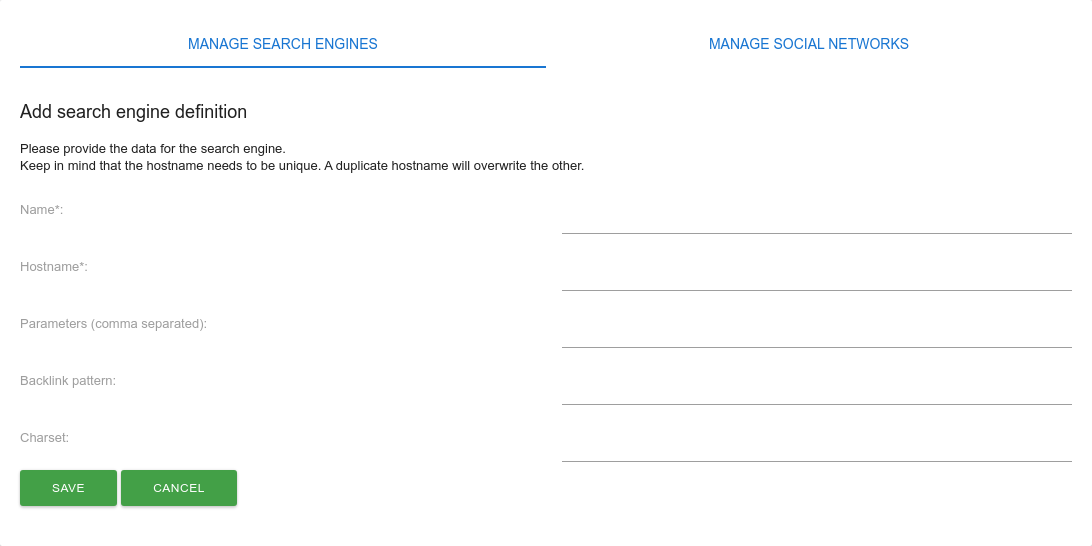 MANAGE SEARCH ENGINES
MANAGE SOCIAL NETWORKS
Add search engine definition
Please provide the data for the search engine.
Keep in mind that the hostname needs to be unique. A duplicate hostname will overwrite the other.
Name*:
Hostname*:
Parameters (comma separated):
Backlink pattern:
Charset:
SAVE
CANCEL